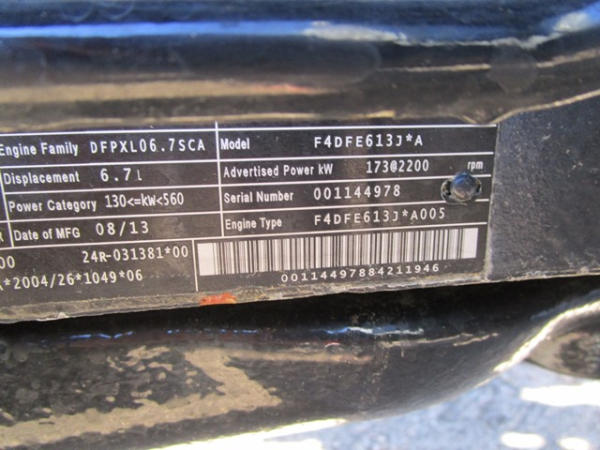 Engine Family DFPXL06.7SCA Model F4DFE613J*A
Displacement 6.7l Advertised Power kW 173@2200 rpm
Power Category 130<=kW<560 Serial Number 001144978
Date of MFG 08/13 Engine Type F4DFE613J*A005
00 24R-031381*00
*2004/26*1049*06 00114497884211946